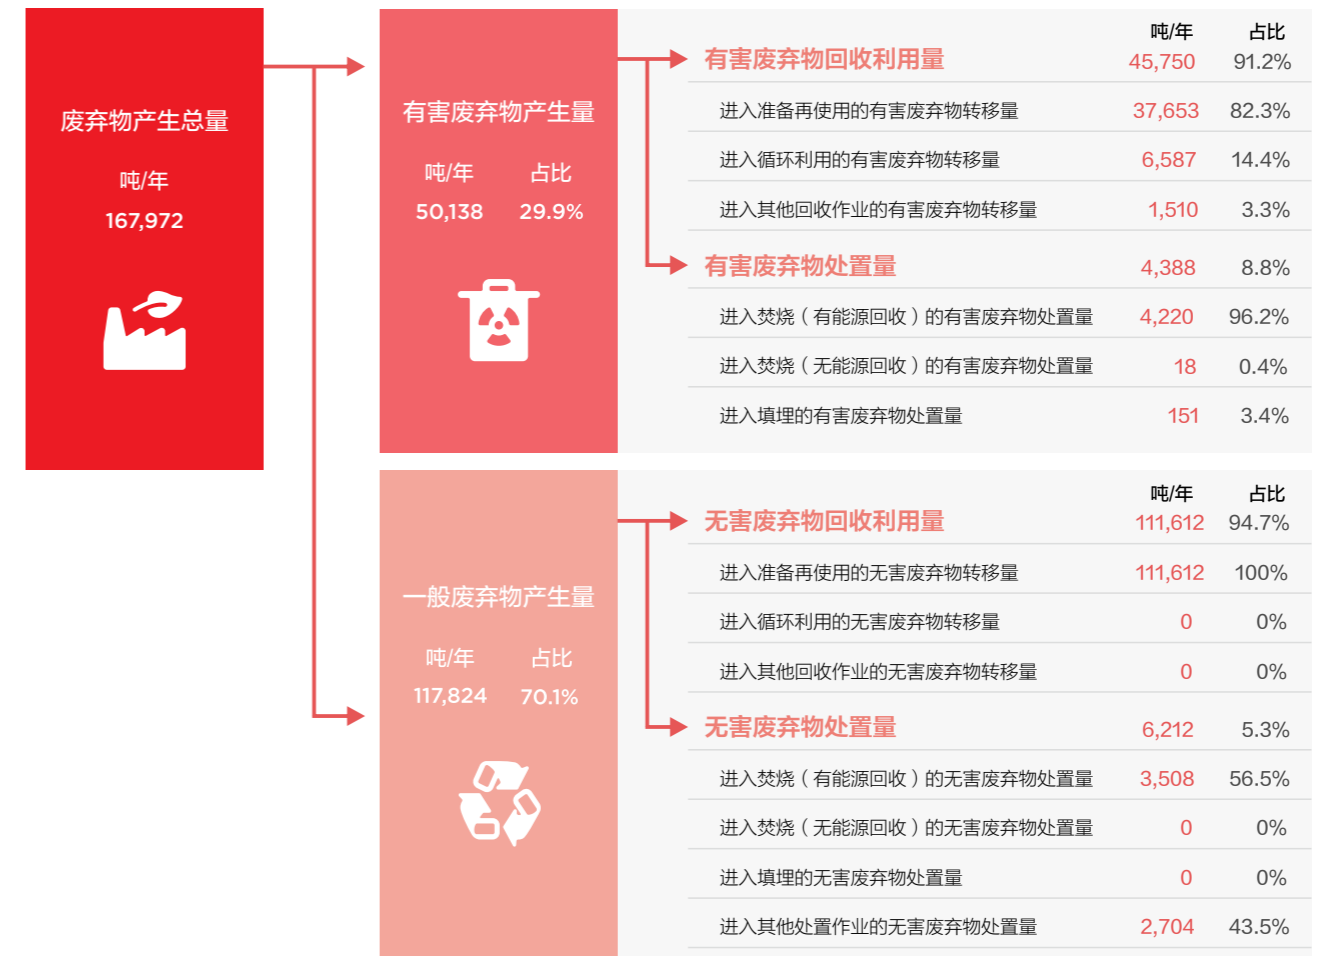 废弃物产生总量
吨/年
167,972
有害废弃物产生量
吨/年 占比
50,138 29.9%
吨/年 占比
有害废弃物回收利用量 45,750 91.2%
进入准备再使用的有害废弃物转移量 37,653 82.3%
进入循环利用的有害废弃物转移量 6,587 14.4%
进入其他回收作业的有害废弃物转移量 1,510 3.3%
有害废弃物处置量 4,388 8.8%
进入焚烧（有能源回收）的有害废弃物处置量 4,220 96.2%
进入焚烧（无能源回收）的有害废弃物处置量 18 0.4%
进入填埋的有害废弃物处置量 151 3.4%
一般废弃物产生量
吨/年 占比
117,824 70.1%
吨/年 占比
无害废弃物回收利用量 111,612 94.7%
进入准备再使用的无害废弃物转移量 111,612 100%
进入循环利用的无害废弃物转移量 0 0%
进入其他回收作业的无害废弃物转移量 0 0%
无害废弃物处置量 6,212 5.3%
进入焚烧（有能源回收）的无害废弃物处置量 3,508 56.5%
进入焚烧（无能源回收）的无害废弃物处置量 0 0%
进入填埋的无害废弃物处置量 0 0%
进入其他处置作业的无害废弃物处置量 2,704 43.5%